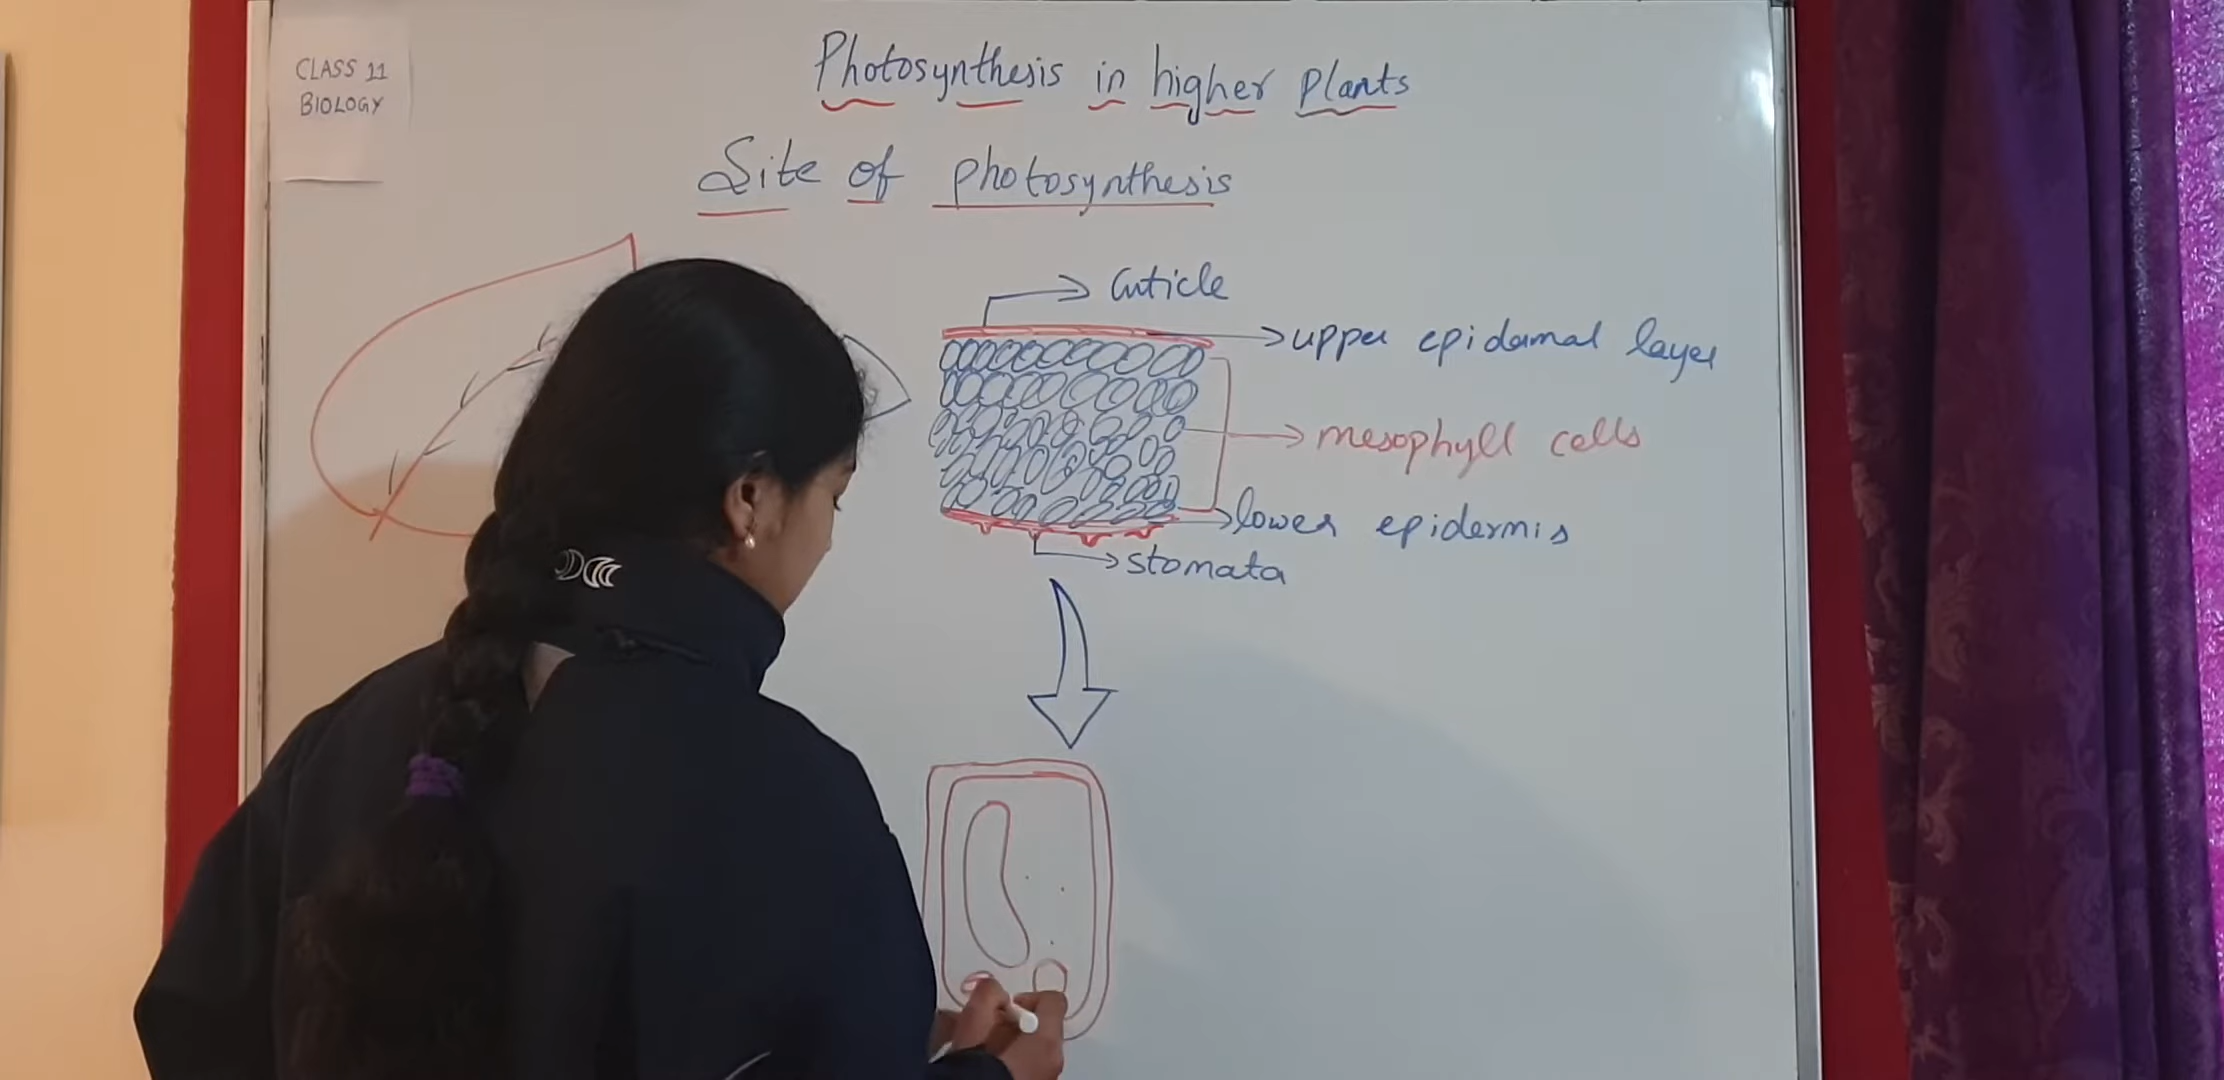 CLASS 11
BIOLOGY
Photosynthesis in higher plants
Site of photosynthesis
Cuticle
upper epidermal layer
mesophyll cells
lower epidermis
stomata